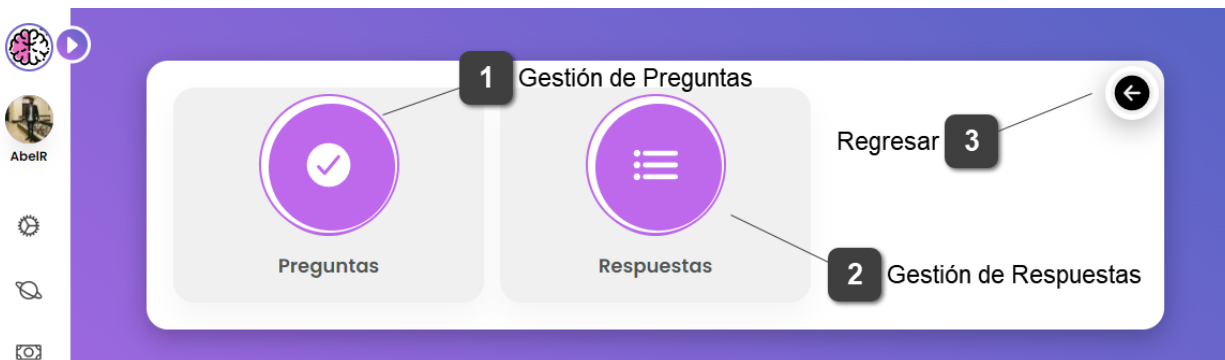 1 Gestión de Preguntas
Regresar 3
AbelR
Preguntas
Respuestas
2 Gestión de Respuestas